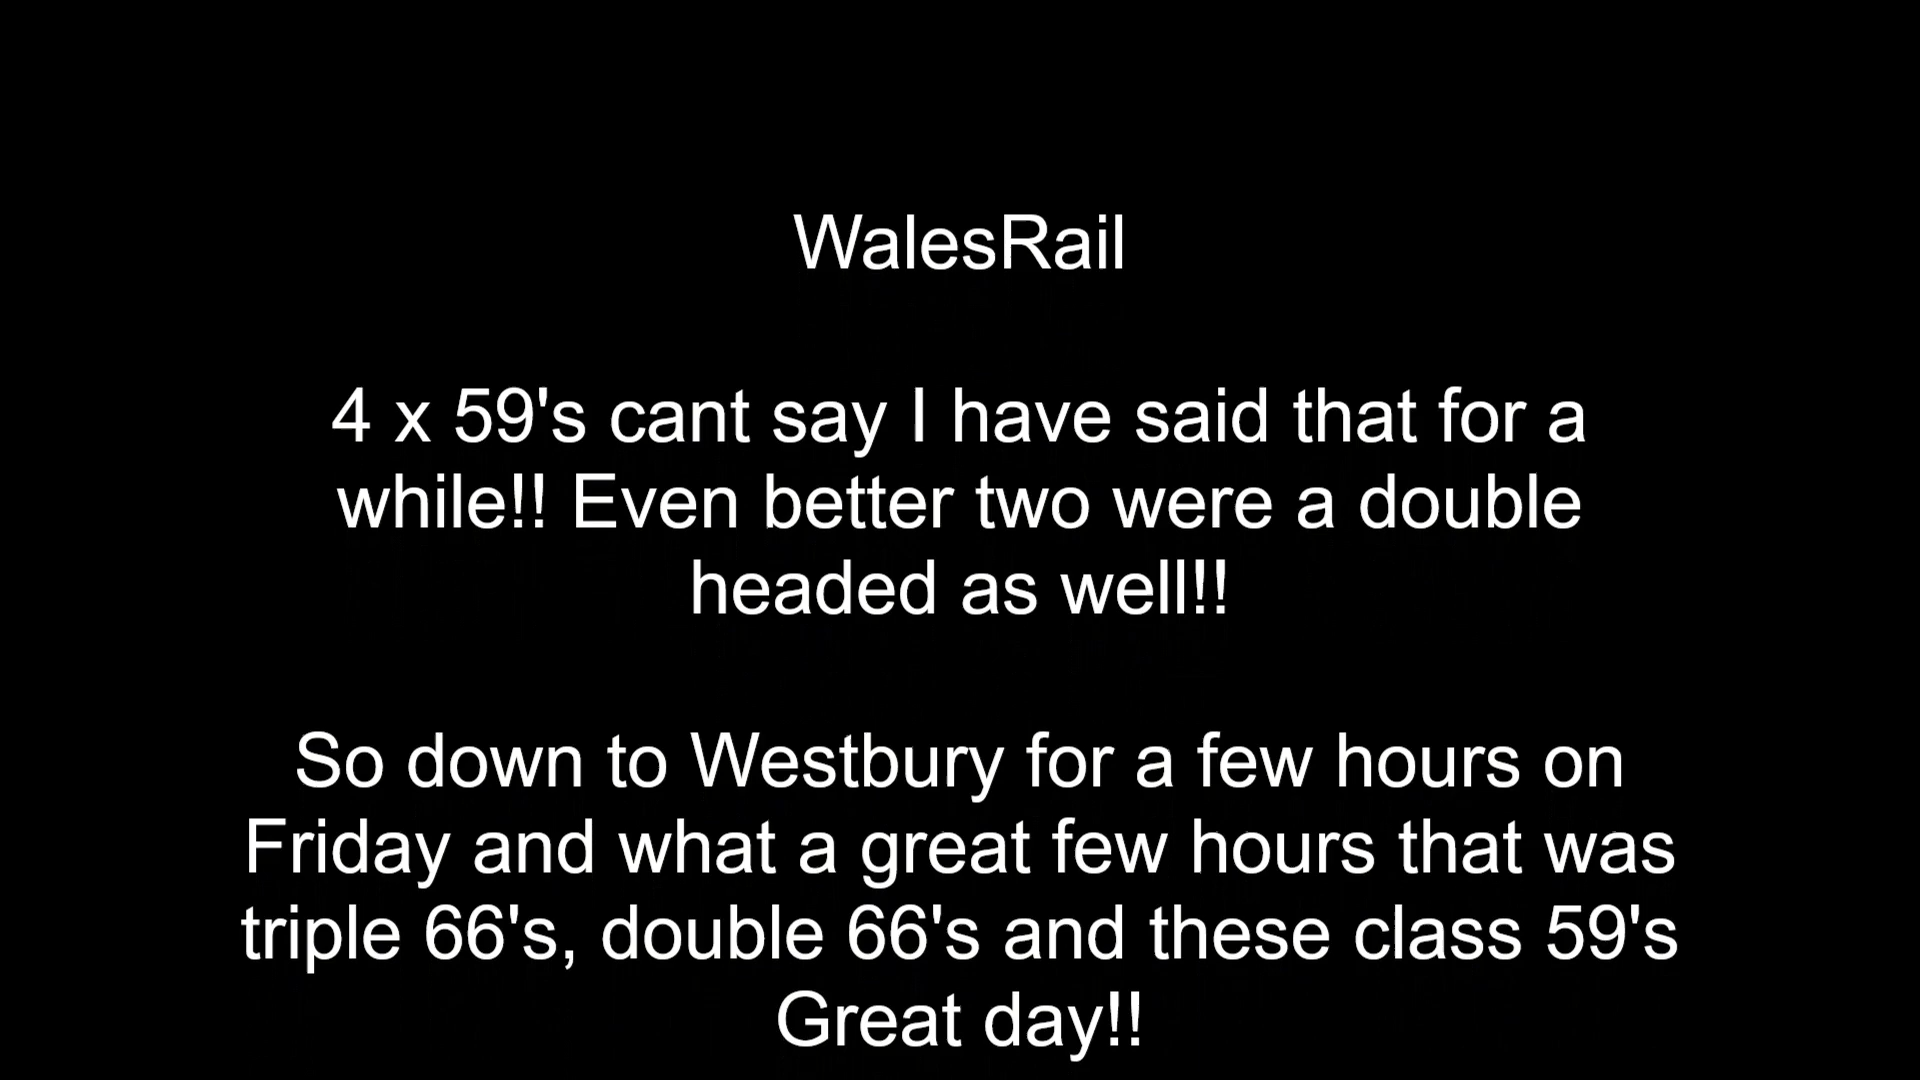 WalesRail
4 x 59's cant say I have said that for a
while!! Even better two were a double
headed as well!!
So down to Westbury for a few hours on
Friday and what a great few hours that was
triple 66's, double 66's and these class 59's
Great day!!